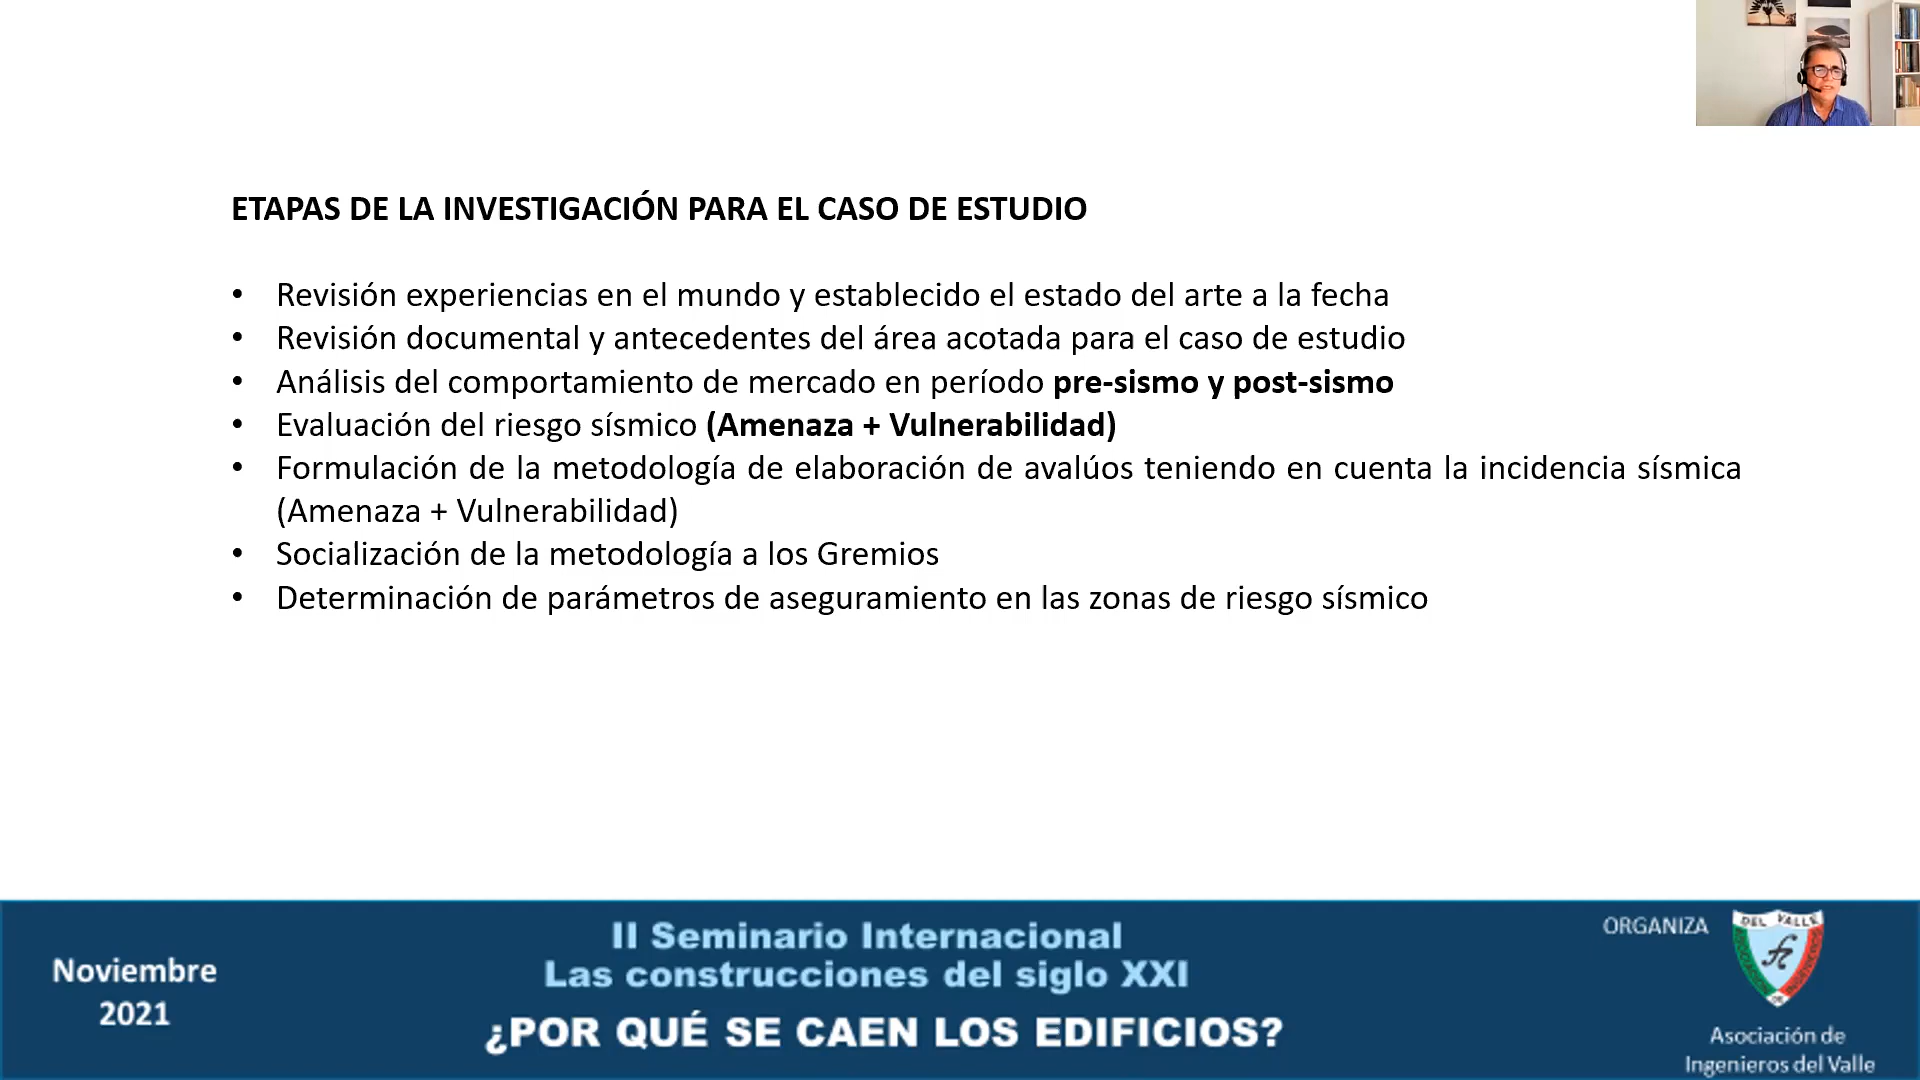 ETAPAS DE LA INVESTIGACIÓN PARA EL CASO DE ESTUDIO
• Revisión experiencias en el mundo y establecido el estado del arte a la fecha
• Revisión documental y antecedentes del área acotada para el caso de estudio
• Análisis del comportamiento de mercado en período pre-sismo y post-sismo
• Evaluación del riesgo sísmico (Amenaza + Vulnerabilidad)
• Formulación de la metodología de elaboración de avalúos teniendo en cuenta la incidencia sísmica
(Amenaza + Vulnerabilidad)
• Socialización de la metodología a los Gremios
• Determinación de parámetros de aseguramiento en las zonas de riesgo sísmico
Noviembre
2021
II Seminario Internacional
Las construcciones del siglo XXI
¿POR QUÉ SE CAEN LOS EDIFICIOS?
ORGANIZA
DEL VALLE
Asociación de
Ingenieros del Valle